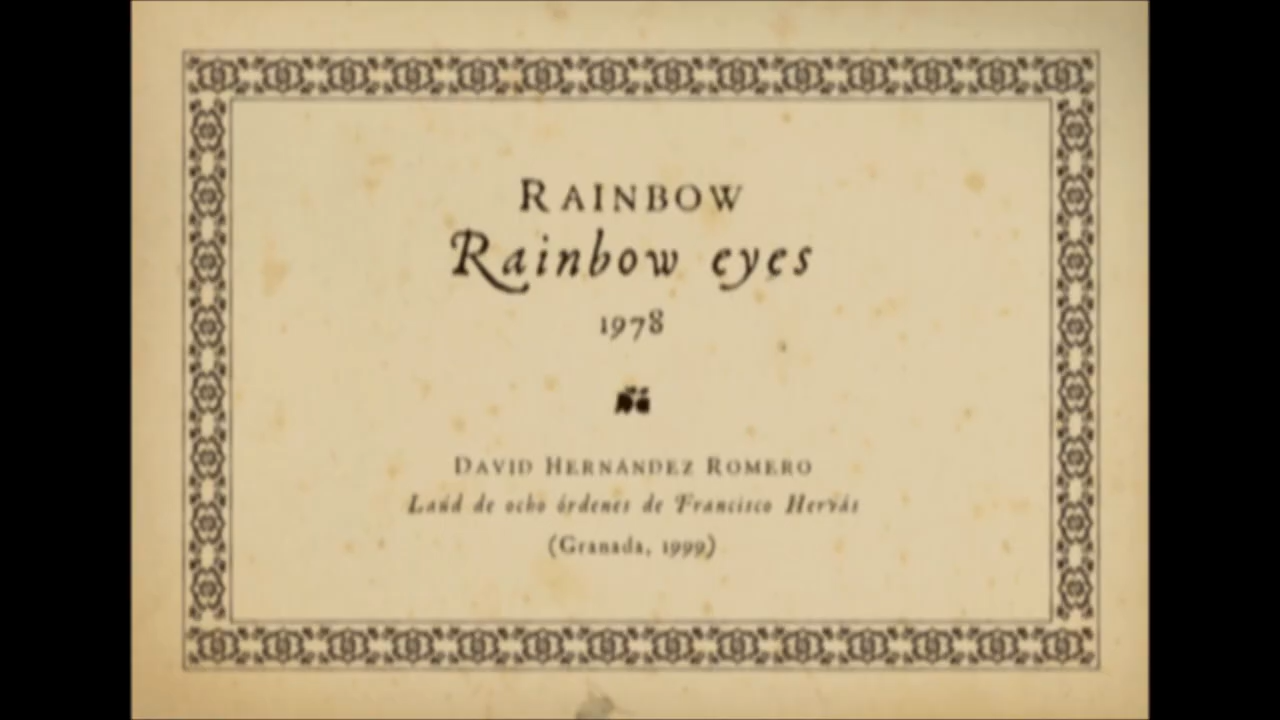 RAINBOW
Rainbow eyes
1978
DAVID HERNÁNDEZ ROMERO
Laúd de ocho órdenes de Francisco Hervás
(Granada, 1999)